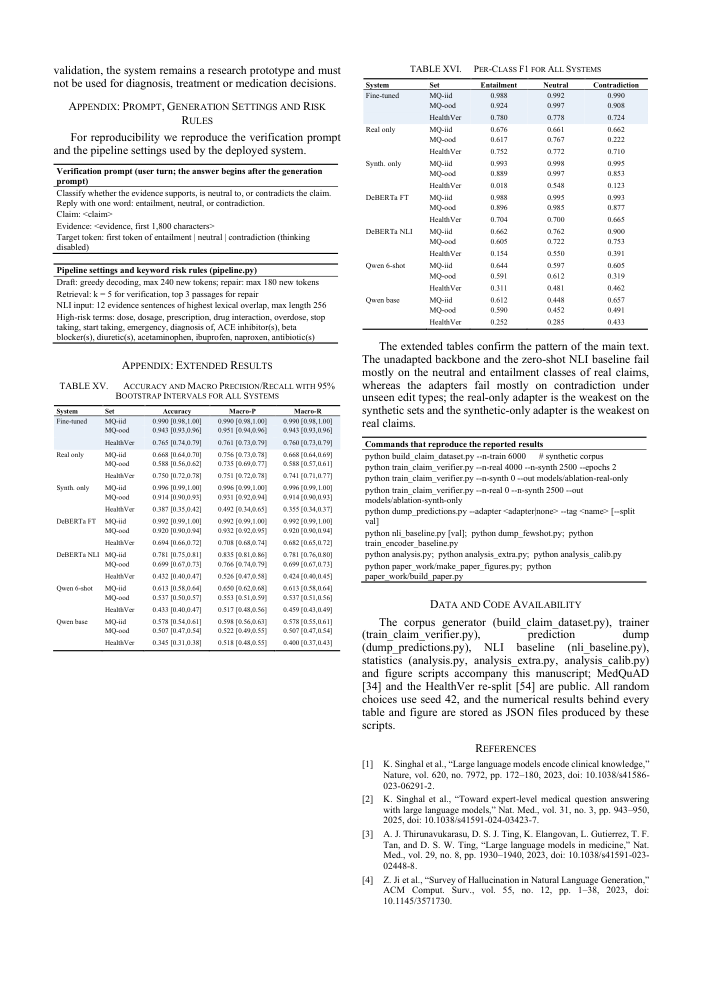 validation, the system remains a research prototype and must
not be used for diagnosis, treatment or medication decisions.
APPENDIX: PROMPT, GENERATION SETTINGS AND RISK
RULES
For reproducibility we reproduce the verification prompt
and the pipeline settings used by the deployed system.
Verification prompt (user turn; the answer begins after the generation
prompt)
Classify whether the evidence supports, is neutral to, or contradicts the claim.
Reply with one word: entailment, neutral, or contradiction.
Claim: <claim>
Evidence: <evidence, first 1,800 characters>
Target token: first token of entailment | neutral | contradiction (thinking
disabled)
Pipeline settings and keyword risk rules (pipeline.py)
Draft: greedy decoding, max 240 new tokens; repair: max 180 new tokens
Retrieval: k = 5 for verification, top 3 passages for repair
NLI input: 12 evidence sentences of highest lexical overlap, max length 256
High-risk terms: dose, dosage, prescription, drug interaction, overdose, stop
taking, start taking, emergency, diagnosis of, ACE inhibitor(s), beta
blocker(s), diuretic(s), acetaminophen, ibuprofen, naproxen, antibiotic(s)
APPENDIX: EXTENDED RESULTS
TABLE XV. ACCURACY AND MACRO PRECISION/RECALL WITH 95%
BOOTSTRAP INTERVALS FOR ALL SYSTEMS
System Set Accuracy Macro-P Macro-R
Fine-tuned MQ-iid 0.990 [0.98,1.00] 0.990 [0.98,1.00] 0.990 [0.98,1.00]
MQ-ood 0.943 [0.93,0.96] 0.951 [0.94,0.96] 0.943 [0.93,0.96]
HealthVer 0.765 [0.74,0.79] 0.761 [0.73,0.79] 0.760 [0.73,0.79]
Real only MQ-iid 0.668 [0.64,0.70] 0.756 [0.73,0.78] 0.668 [0.64,0.69]
MQ-ood 0.588 [0.56,0.62] 0.735 [0.69,0.77] 0.588 [0.57,0.61]
HealthVer 0.750 [0.72,0.78] 0.751 [0.72,0.78] 0.741 [0.71,0.77]
Synth. only MQ-iid 0.996 [0.99,1.00] 0.996 [0.99,1.00] 0.996 [0.99,1.00]
MQ-ood 0.914 [0.90,0.93] 0.931 [0.92,0.94] 0.914 [0.90,0.93]
HealthVer 0.387 [0.35,0.42] 0.492 [0.34,0.65] 0.355 [0.34,0.37]
DeBERTa FT MQ-iid 0.992 [0.99,1.00] 0.992 [0.99,1.00] 0.992 [0.99,1.00]
MQ-ood 0.920 [0.90,0.94] 0.932 [0.92,0.95] 0.920 [0.90,0.94]
HealthVer 0.694 [0.66,0.72] 0.708 [0.68,0.74] 0.682 [0.65,0.72]
DeBERTa NLI MQ-iid 0.781 [0.75,0.81] 0.835 [0.81,0.86] 0.781 [0.76,0.80]
MQ-ood 0.699 [0.67,0.73] 0.766 [0.74,0.79] 0.699 [0.67,0.73]
HealthVer 0.432 [0.40,0.47] 0.526 [0.47,0.58] 0.424 [0.40,0.45]
Qwen 6-shot MQ-iid 0.613 [0.58,0.64] 0.650 [0.62,0.68] 0.613 [0.58,0.64]
MQ-ood 0.537 [0.50,0.57] 0.553 [0.51,0.59] 0.537 [0.51,0.56]
HealthVer 0.433 [0.40,0.47] 0.517 [0.48,0.56] 0.459 [0.43,0.49]
Qwen base MQ-iid 0.578 [0.54,0.61] 0.598 [0.56,0.63] 0.578 [0.55,0.61]
MQ-ood 0.507 [0.47,0.54] 0.522 [0.49,0.55] 0.507 [0.47,0.54]
HealthVer 0.345 [0.31,0.38] 0.518 [0.48,0.55] 0.400 [0.37,0.43]
TABLE XVI. PER-CLASS F1 FOR ALL SYSTEMS
System Set Entailment Neutral Contradiction
Fine-tuned MQ-iid 0.988 0.992 0.990
MQ-ood 0.924 0.997 0.908
HealthVer 0.780 0.778 0.724
Real only MQ-iid 0.676 0.661 0.662
MQ-ood 0.617 0.767 0.222
HealthVer 0.752 0.772 0.710
Synth. only MQ-iid 0.993 0.998 0.995
MQ-ood 0.889 0.997 0.853
HealthVer 0.018 0.548 0.123
DeBERTa FT MQ-iid 0.988 0.995 0.993
MQ-ood 0.896 0.985 0.877
HealthVer 0.704 0.700 0.665
DeBERTa NLI MQ-iid 0.662 0.762 0.900
MQ-ood 0.605 0.722 0.753
HealthVer 0.154 0.550 0.391
Qwen 6-shot MQ-iid 0.644 0.597 0.605
MQ-ood 0.591 0.612 0.319
HealthVer 0.311 0.481 0.462
Qwen base MQ-iid 0.612 0.448 0.657
MQ-ood 0.590 0.452 0.491
HealthVer 0.252 0.285 0.433
The extended tables confirm the pattern of the main text.
The unadapted backbone and the zero-shot NLI baseline fail
mostly on the neutral and entailment classes of real claims,
whereas the adapters fail mostly on contradiction under
unseen edit types; the real-only adapter is the weakest on the
synthetic sets and the synthetic-only adapter is the weakest on
real claims.
Commands that reproduce the reported results
python build_claim_dataset.py --n-train 6000 # synthetic corpus
python train_claim_verifier.py --n-real 4000 --n-synth 2500 --epochs 2
python train_claim_verifier.py --n-synth 0 --out models/ablation-real-only
python train_claim_verifier.py --n-real 0 --n-synth 2500 --out
models/ablation-synth-only
python dump_predictions.py --adapter <adapter|none> --tag <name> [--split
val]
python nli_baseline.py [val]; python dump_fewshot.py; python
train_encoder_baseline.py
python analysis.py; python analysis_extra.py; python analysis_calib.py
python paper_work/make_paper_figures.py; python
paper_work/build_paper.py
DATA AND CODE AVAILABILITY
The corpus generator (build_claim_dataset.py), trainer
(train_claim_verifier.py), prediction dump
(dump_predictions.py), NLI baseline (nli_baseline.py),
statistics (analysis.py, analysis_extra.py, analysis_calib.py)
and figure scripts accompany this manuscript; MedQuAD
[34] and the HealthVer re-split [54] are public. All random
choices use seed 42, and the numerical results behind every
table and figure are stored as JSON files produced by these
scripts.
REFERENCES
[1] K. Singhal et al., “Large language models encode clinical knowledge,”
Nature, vol. 620, no. 7972, pp. 172–180, 2023, doi: 10.1038/s41586-
023-06291-2.
[2] K. Singhal et al., “Toward expert-level medical question answering
with large language models,” Nat. Med., vol. 31, no. 3, pp. 943–950,
2025, doi: 10.1038/s41591-024-03423-7.
[3] A. J. Thirunavukarasu, D. S. J. Ting, K. Elangovan, L. Gutierrez, T. F.
Tan, and D. S. W. Ting, “Large language models in medicine,” Nat.
Med., vol. 29, no. 8, pp. 1930–1940, 2023, doi: 10.1038/s41591-023-
02448-8.
[4] Z. Ji et al., “Survey of Hallucination in Natural Language Generation,”
ACM Comput. Surv., vol. 55, no. 12, pp. 1–38, 2023, doi:
10.1145/3571730.